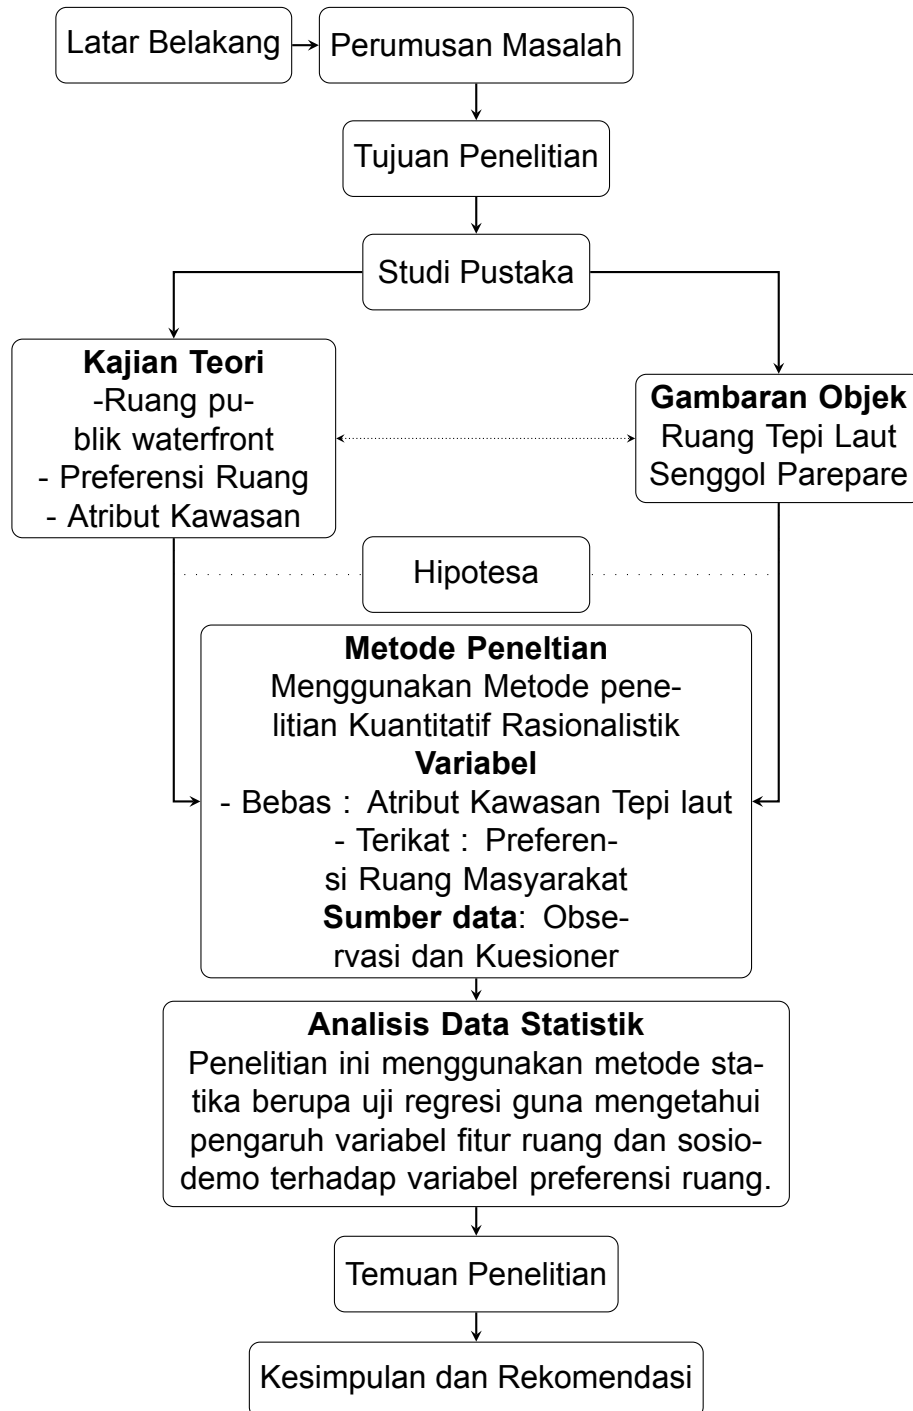 Latar Belakang
Perumusan Masalah
Tujuan Penelitian
Studi Pustaka
Kajian Teori
-Ruang pu-
blik waterfront
- Preferensi Ruang
- Atribut Kawasan
Gambaran Objek
Ruang Tepi Laut
Senggol Parepare
Hipotesa
Metode Peneltian
Menggunakan Metode pene-
litian Kuantitatif Rasionalistik
Variabel
- Bebas : Atribut Kawasan Tepi laut
- Terikat : Preferen-
si Ruang Masyarakat
Sumber data: Obse-
rvasi dan Kuesioner
Analisis Data Statistik
Penelitian ini menggunakan metode sta-
tika berupa uji regresi guna mengetahui
pengaruh variabel fitur ruang dan sosio-
demo terhadap variabel preferensi ruang.
Temuan Penelitian
Kesimpulan dan Rekomendasi